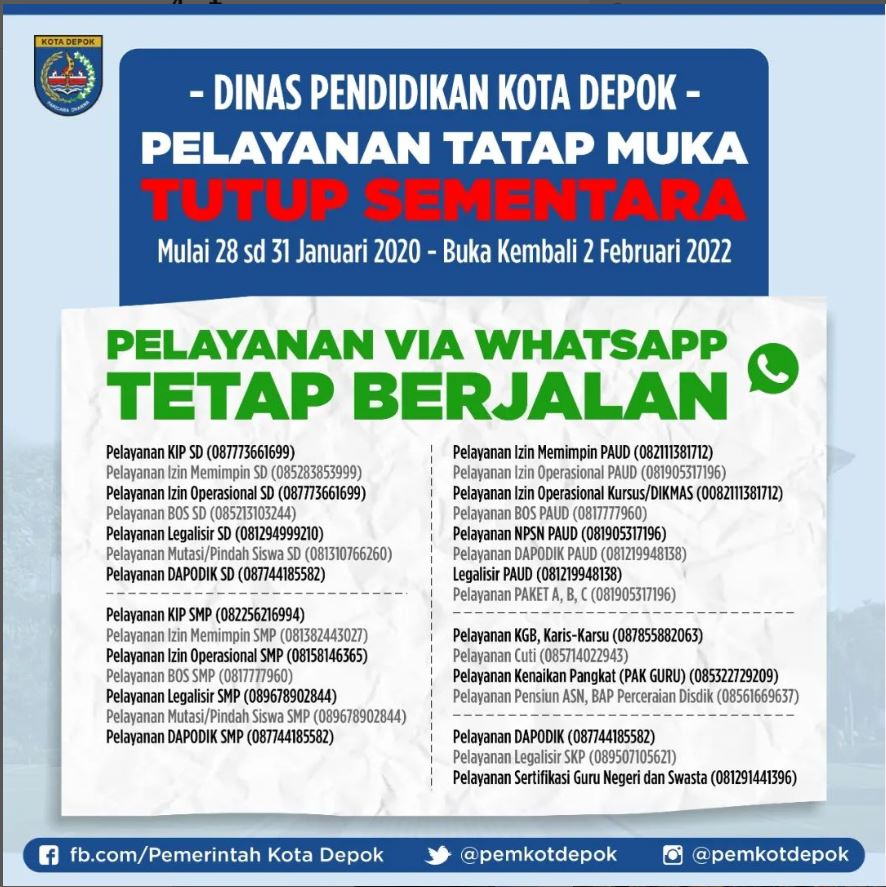 KOTA DEPOK
PARICARA DHARMA
- DINAS PENDIDIKAN KOTA DEPOK -
PELAYANAN TATAP MUKA
TUTUP SEMENTARA
Mulai 28 sd 31 Januari 2020 - Buka Kembali 2 Februari 2022
PELAYANAN VIA WHATSAPP
TETAP BERJALAN
Pelayanan KIP SD (087773661699)
Pelayanan Izin Memimpin SD (085283853999)
Pelayanan Izin Operasional SD (087773661699)
Pelayanan BOS SD (085213103244)
Pelayanan Legalisir SD (081294999210)
Pelayanan Mutasi/Pindah Siswa SD (081310766260)
Pelayanan DAPODIK SD (087744185582)
Pelayanan KIP SMP (082256216994)
Pelayanan Izin Memimpin SMP (081382443027)
Pelayanan Izin Operasional SMP (08158146365)
Pelayanan BOS SMP (0817777960)
Pelayanan Legalisir SMP (089678902844)
Pelayanan Mutasi/Pindah Siswa SMP (089678902844)
Pelayanan DAPODIK SMP (087744185582)
Pelayanan Izin Memimpin PAUD (082111381712)
Pelayanan Izin Operasional PAUD (081905317196)
Pelayanan Izin Operasional Kursus/DIKMAS (0082111381712)
Pelayanan BOS PAUD (0817777960)
Pelayanan NPSN PAUD (081905317196)
Pelayanan DAPODIK PAUD (081219948138)
Legalisir PAUD (081219948138)
Pelayanan PAKET A, B, C (081905317196)
Pelayanan KGB, Karis-Karsu (087855882063)
Pelayanan Cuti (085714022943)
Pelayanan Kenaikan Pangkat (PAK GURU) (085322729209)
Pelayanan Pensiun ASN, BAP Perceraian Disdik (08561669637)
Pelayanan DAPODIK (087744185582)
Pelayanan Legalisir SKP (089507105621)
Pelayanan Sertifikasi Guru Negeri dan Swasta (081291441396)
fb.com/Pemerintah Kota Depok
@pemkotdepok
@pemkotdepok